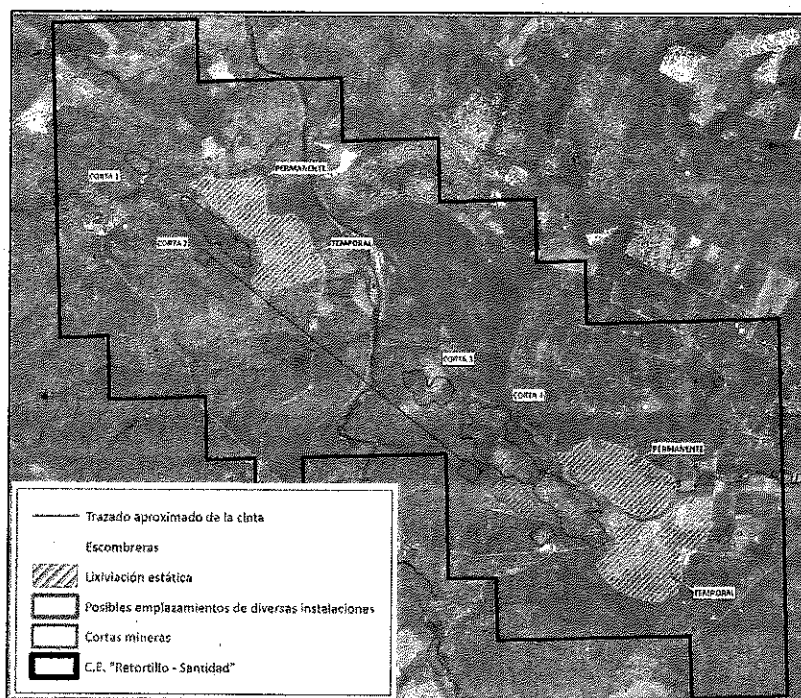 PERMANENTE
CORTA 1
CORTA 2
TEMPORAL
CORTA 3
CORTA 4
PERMANENTE
TEMPORAL
Trazado aproximado de la cinta
Escombreras
Lixiviación estática
Posibles emplazamientos de diversas instalaciones
Cortas mineras
C.E. "Retortillo - Santidad"